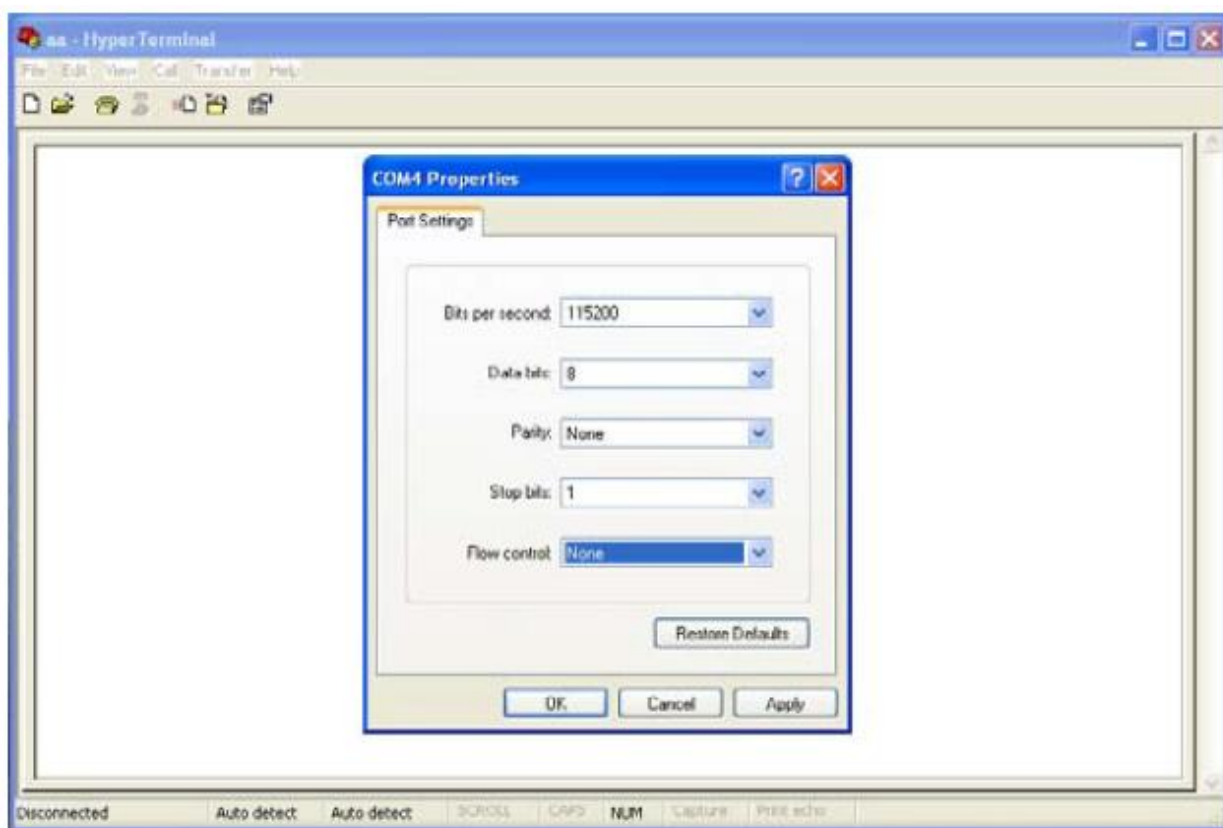 aa - HyperTerminal
File Edit View Call Transfer Help
COM4 Properties
Port Settings
Bits per second: 115200
Data bits: 8
Parity: None
Stop bits: 1
Flow control: None
Restore Defaults
OK Cancel Apply
Disconnected Auto detect Auto detect SCROLL CAPS NUM Capture Print echo